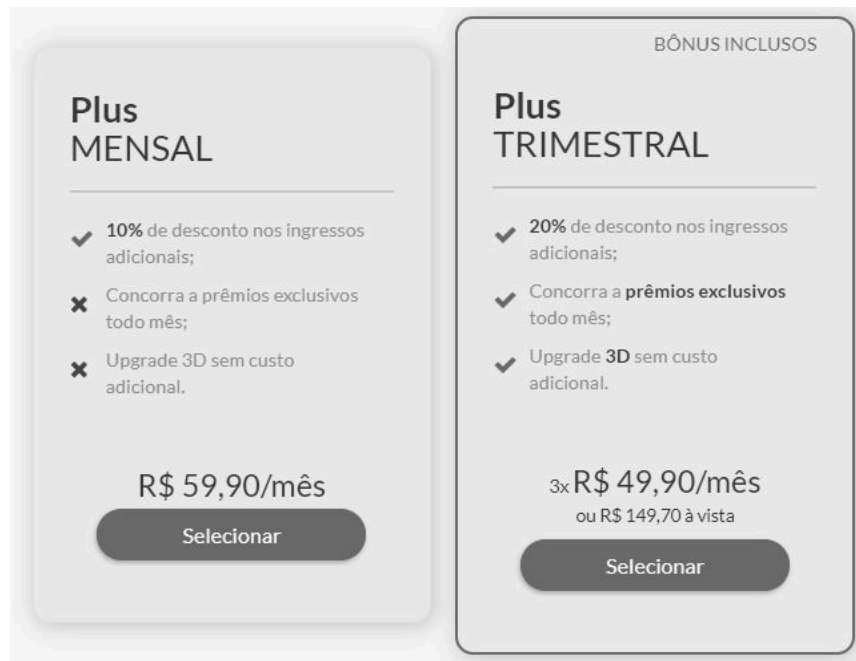 Plus
MENSAL
10% de desconto nos ingressos
adicionais;
Concorra a prêmios exclusivos
todo mês;
Upgrade 3D sem custo
adicional.
R$ 59,90/mês
Selecionar
BÔNUS INCLUSOS
Plus
TRIMESTRAL
20% de desconto nos ingressos
adicionais;
Concorra a prêmios exclusivos
todo mês;
Upgrade 3D sem custo
adicional.
3x R$ 49,90/mês
ou R$ 149,70 à vista
Selecionar